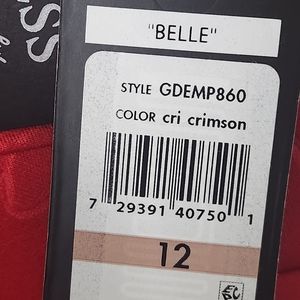 "BELLE"
STYLE GDEMP860
COLOR cri crimson
7 29391 40750 1
12